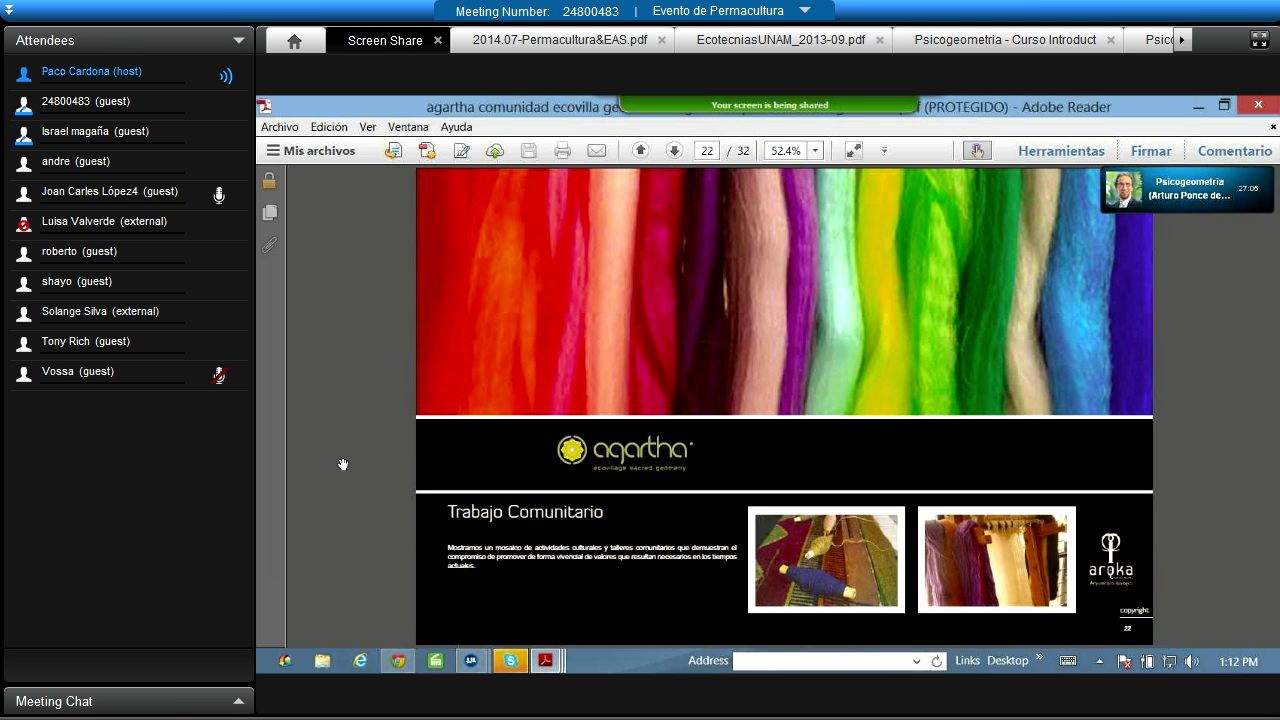 Meeting Number: 24800483 | Evento de Permacultura
Attendees
Paco Cardona (host)
24800483 (guest)
Israel magaña (guest)
andre (guest)
Joan Carles López4 (guest)
Luisa Valverde (external)
roberto (guest)
shayo (guest)
Solange Silva (external)
Tony Rich (guest)
Vossa (guest)
Meeting Chat
Screen Share
2014.07-Permacultura&EAS.pdf
EcotecniasUNAM_2013-09.pdf
Psicogeometria - Curso Introduct
Psico
Your screen is being shared
agartha comunidad ecovilla ge
(PROTEGIDO) - Adobe Reader
Archivo Edición Ver Ventana Ayuda
Mis archivos
22 / 32
52.4%
Herramientas Firmar Comentario
Psicogeometria
(Arturo Ponce de...
27:05
agartha
ecovillage sacred geometry
Trabajo Comunitario
Mostramos un mosaico de actividades culturales y talleres comunitarios que demuestran el
compromiso de promover de forma vivencial de valores que resultan necesarios en los tiempos
actuales.
arqka
copyright
22
Address
Links Desktop »
1:12 PM